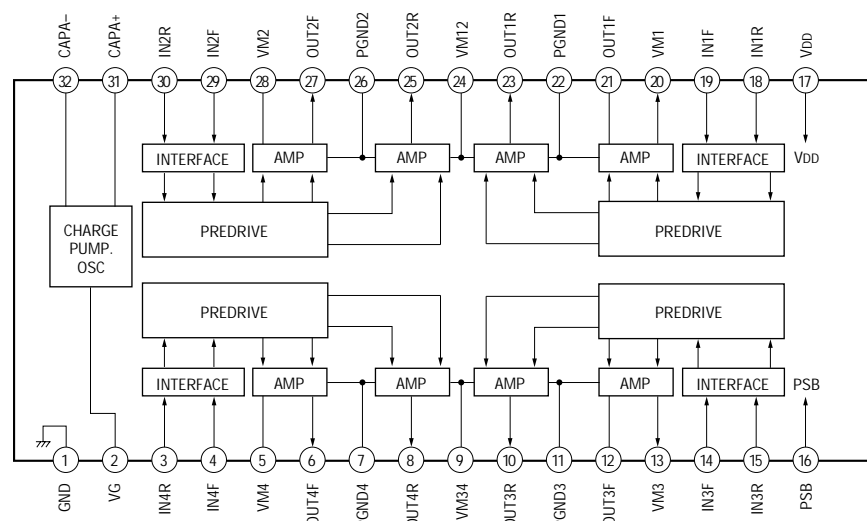 CAPA–
CAPA+
IN2R
IN2F
VM2
OUT2F
PGND2
OUT2R
VM12
OUT1R
PGND1
OUT1F
VM1
IN1F
IN1R
VDD
32
31
30
29
28
27
26
25
24
23
22
21
20
19
18
17
INTERFACE
AMP
AMP
AMP
AMP
INTERFACE
VDD
CHARGE
PUMP.
OSC
PREDRIVE
PREDRIVE
PREDRIVE
PREDRIVE
INTERFACE
AMP
AMP
AMP
AMP
INTERFACE
PSB
1
2
3
4
5
6
7
8
9
10
11
12
13
14
15
16
GND
VG
IN4R
IN4F
VM4
OUT4F
PGND4
OUT4R
VM34
OUT3R
PGND3
OUT3F
VM3
IN3F
IN3R
PSB